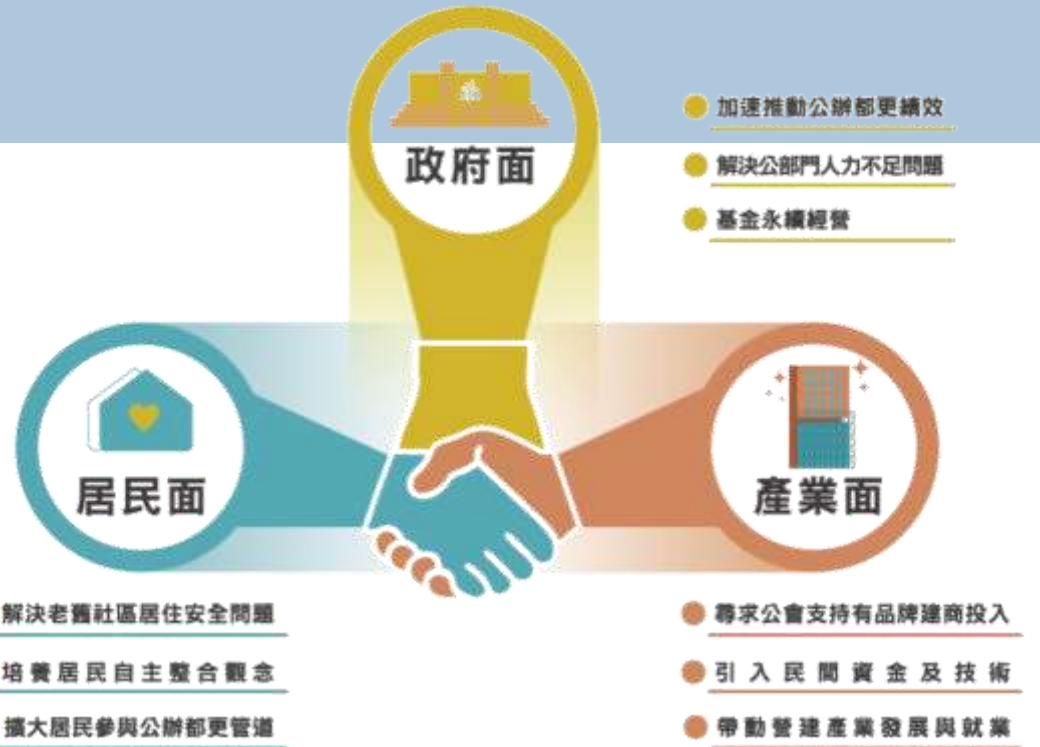 政府面
加速推動公辦都更績效
解決公部門人力不足問題
基金永續經營
居民面
解決老舊社區居住安全問題
培養居民自主整合觀念
擴大居民參與公辦都更管道
產業面
尋求公會支持有品牌建商投入
引入民間資金及技術
帶動營建產業發展與就業